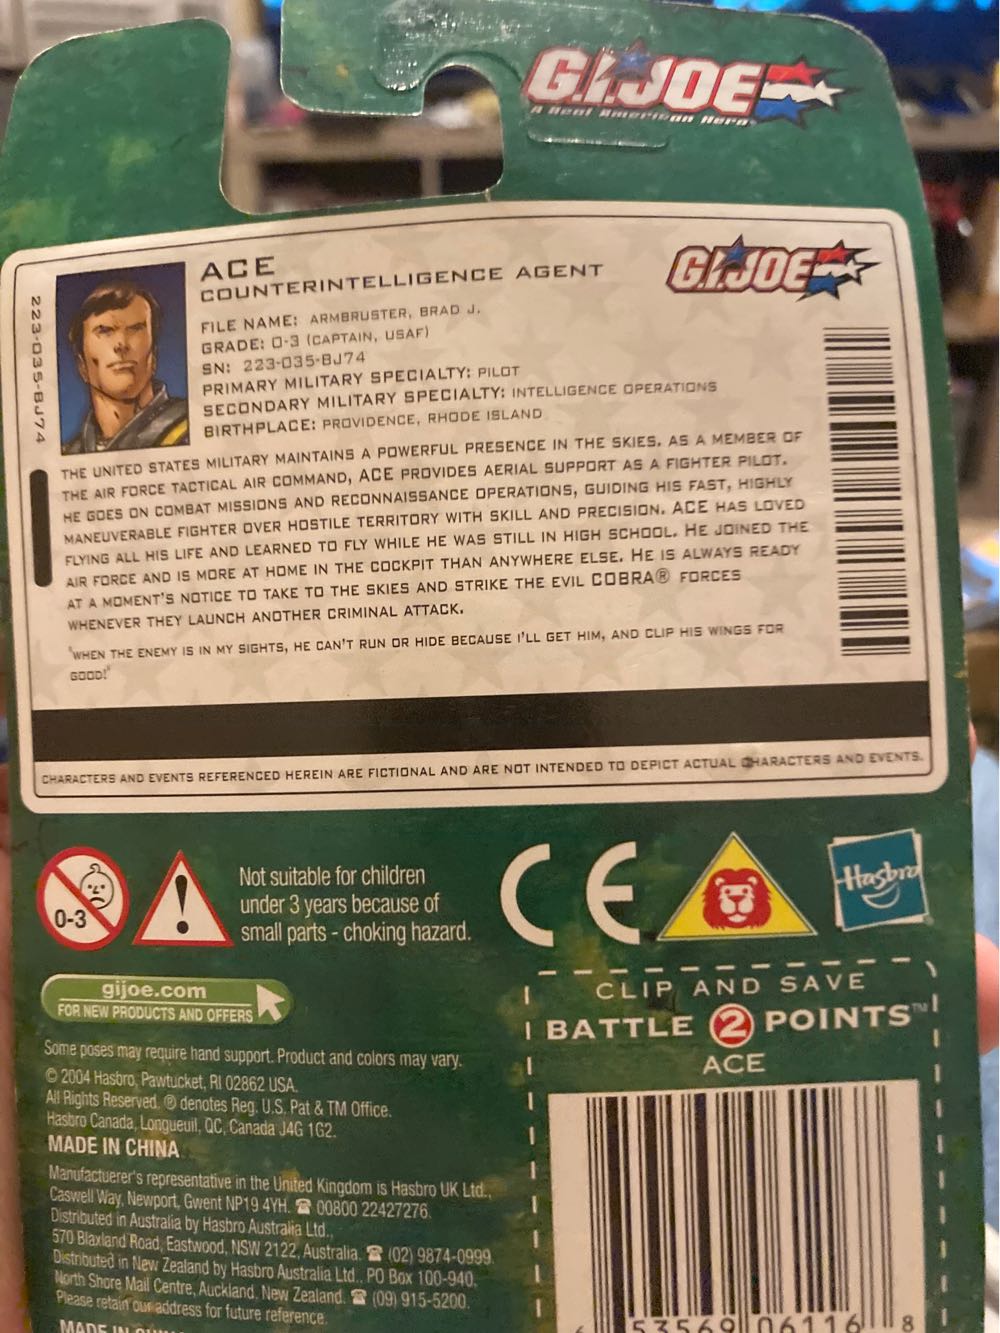 G.I.JOE
A Real American Hero
G.I.JOE
ACE
COUNTERINTELLIGENCE AGENT
FILE NAME: ARMBRUSTER, BRAD J.
GRADE: O-3 (CAPTAIN, USAF)
SN: 223-035-BJ74
PRIMARY MILITARY SPECIALTY: PILOT
SECONDARY MILITARY SPECIALTY: INTELLIGENCE OPERATIONS
BIRTHPLACE: PROVIDENCE, RHODE ISLAND
223-035-BJ74
THE UNITED STATES MILITARY MAINTAINS A POWERFUL PRESENCE IN THE SKIES. AS A MEMBER OF
THE AIR FORCE TACTICAL AIR COMMAND, ACE PROVIDES AERIAL SUPPORT AS A FIGHTER PILOT.
HE GOES ON COMBAT MISSIONS AND RECONNAISSANCE OPERATIONS, GUIDING HIS FAST, HIGHLY
MANEUVERABLE FIGHTER OVER HOSTILE TERRITORY WITH SKILL AND PRECISION. ACE HAS LOVED
FLYING ALL HIS LIFE AND LEARNED TO FLY WHILE HE WAS STILL IN HIGH SCHOOL. HE JOINED THE
AIR FORCE AND IS MORE AT HOME IN THE COCKPIT THAN ANYWHERE ELSE. HE IS ALWAYS READY
AT A MOMENT'S NOTICE TO TAKE TO THE SKIES AND STRIKE THE EVIL COBRA® FORCES
WHENEVER THEY LAUNCH ANOTHER CRIMINAL ATTACK.
"WHEN THE ENEMY IS IN MY SIGHTS, HE CAN'T RUN OR HIDE BECAUSE I'LL GET HIM, AND CLIP HIS WINGS FOR
GOOD!"
CHARACTERS AND EVENTS REFERENCED HEREIN ARE FICTIONAL AND ARE NOT INTENDED TO DEPICT ACTUAL CHARACTERS AND EVENTS.
0-3
!
Not suitable for children
under 3 years because of
small parts - choking hazard.
CE
Hasbro
gijoe.com
FOR NEW PRODUCTS AND OFFERS
Some poses may require hand support. Product and colors may vary.
© 2004 Hasbro, Pawtucket, RI 02862 USA.
All Rights Reserved. ® denotes Reg. U.S. Pat & TM Office.
Hasbro Canada, Longueuil, QC, Canada J4G 1G2.
MADE IN CHINA
Manufactuerer's representative in the United Kingdom is Hasbro UK Ltd.,
Caswell Way, Newport, Gwent NP19 4YH. ☎ 00800 22427276.
Distributed in Australia by Hasbro Australia Ltd.,
570 Blaxland Road, Eastwood, NSW 2122, Australia. ☎ (02) 9874-0999.
Distributed in New Zealand by Hasbro Australia Ltd.. PO Box 100-940,
North Shore Mail Centre, Auckland, New Zealand. ☎ (09) 915-5200.
Please retain our address for future reference.
MADE IN
CLIP AND SAVE
BATTLE 2 POINTS™
ACE
53569 06116 8